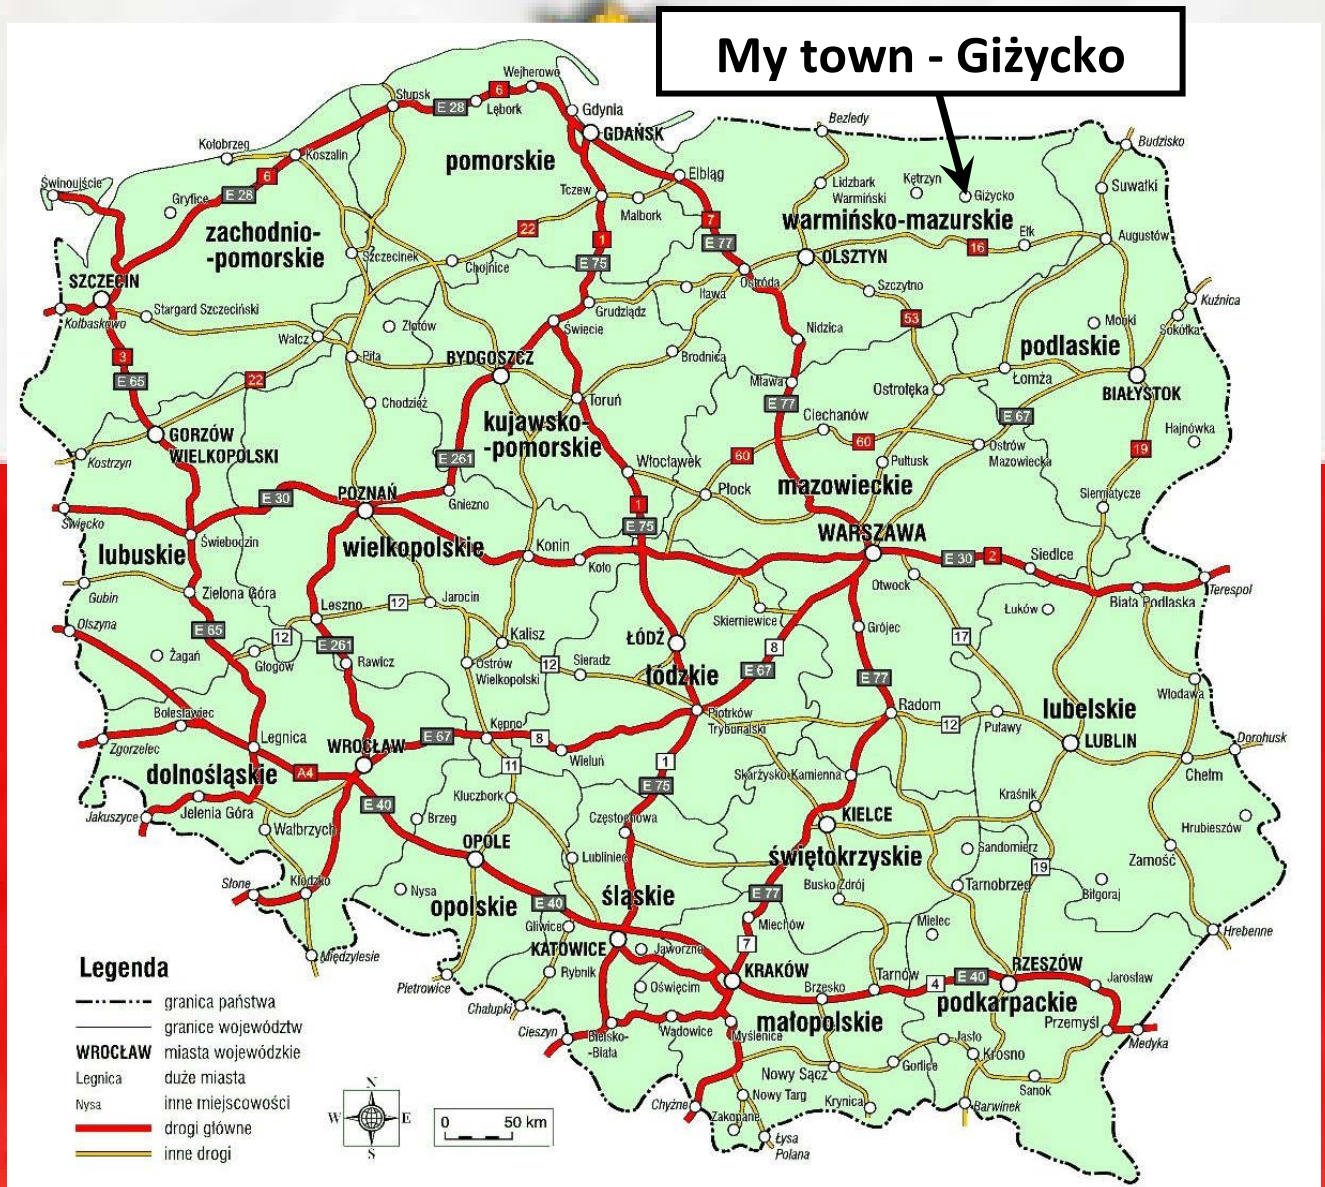 My town - Giżycko
Wejherowo
Słupsk
E 28
6
Lębork
Gdynia
GDAŃSK
Bezledy
Budzisko
Kołobrzeg
Koszalin
pomorskie
Świnoujście
6
E 28
Gryfice
Tczew
Malbork
Elbląg
Lidzbark
Warmiński
Kętrzyn
Giżycko
Suwałki
zachodnio-
-pomorskie
22
1
7
E 77
warmińsko-mazurskie
16
Ełk
Augustów
Szczecinek
Chojnice
E 75
OLSZTYN
SZCZECIN
Kołbaskowo
Stargard Szczeciński
Ostróda
Iława
Szczytno
Kuźnica
Grudziądz
Świecie
Złotów
Wałcz
53
Nidzica
Mońki
Sokółka
3
E 65
Piła
BYDGOSZCZ
Brodnica
podlaskie
22
Mława
Łomża
BIAŁYSTOK
Chodzież
Toruń
E 77
Ostrołęka
Ciechanów
E 67
kujawsko-
-pomorskie
GORZÓW
WIELKOPOLSKI
Kostrzyn
E 261
Włocławek
60
60
Ostrów
Mazowiecka
Hajnówka
19
Pułtusk
POZNAŃ
E 30
Gniezno
Płock
mazowieckie
Siemiatycze
Świecko
1
E 75
WARSZAWA
lubuskie
Świebodzin
wielkopolskie
Konin
Koło
E 30
2
Siedlce
Gubin
Zielona Góra
Leszno
12
Jarocin
Otwock
Biała Podlaska
Terespol
Olszyna
E 65
12
E 261
Skierniewice
Łuków
Żagań
Głogów
Rawicz
Kalisz
ŁÓDŹ
8
Grójec
17
Ostrów
Wielkopolski
12
Sieradz
łódzkie
E 67
E 77
Włodawa
Bolesławiec
Zgorzelec
Legnica
WROCŁAW
E 67
Kępno
8
Wieluń
Piotrków
Trybunalski
Radom
12
Puławy
lubelskie
LUBLIN
Dorohusk
dolnośląskie
A4
11
1
E 75
Skarżysko-Kamienna
Chełm
Jakuszyce
Jelenia Góra
Wałbrzych
E 40
Brzeg
Kluczbork
Częstochowa
KIELCE
Kraśnik
Hrubieszów
OPOLE
Lubliniec
świętokrzyskie
Sandomierz
Zamość
Słone
Kłodzko
Nysa
opolskie
E 40
śląskie
E 77
Busko Zdrój
Tarnobrzeg
19
Biłgoraj
Gliwice
KATOWICE
Jaworzno
Miechów
7
Mielec
Hrebenne
Międzylesie
Pietrowice
Rybnik
Oświęcim
KRAKÓW
Brzesko
Tarnów
4
E 40
RZESZÓW
Jarosław
Chałupki
Cieszyn
Bielsko-
-Biała
Wadowice
Myślenice
małopolskie
podkarpackie
Przemyśl
Medyka
Jasło
Krosno
Gorlice
Nowy Sącz
Sanok
Chyżne
Nowy Targ
Krynica
Barwinek
Zakopane
Łysa
Polana
Legenda
granica państwa
granice województw
WROCŁAW miasta wojewódzkie
Legnica duże miasta
Nysa inne miejscowości
drogi główne
inne drogi
N
W E
S
0 50 km